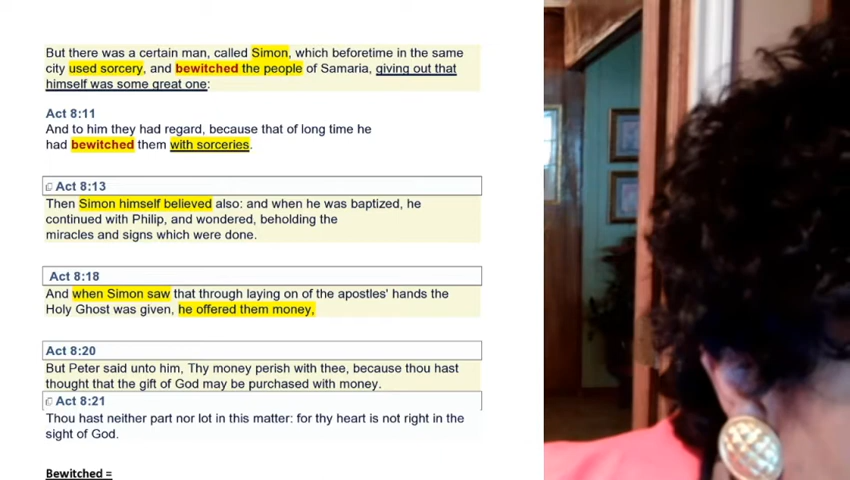 But there was a certain man, called Simon, which beforetime in the same
city used sorcery, and bewitched the people of Samaria, giving out that
himself was some great one:
Act 8:11
And to him they had regard, because that of long time he
had bewitched them with sorceries.
Act 8:13
Then Simon himself believed also: and when he was baptized, he
continued with Philip, and wondered, beholding the
miracles and signs which were done.
Act 8:18
And when Simon saw that through laying on of the apostles' hands the
Holy Ghost was given, he offered them money,
Act 8:20
But Peter said unto him, Thy money perish with thee, because thou hast
thought that the gift of God may be purchased with money.
Act 8:21
Thou hast neither part nor lot in this matter: for thy heart is not right in the
sight of God.
Bewitched =